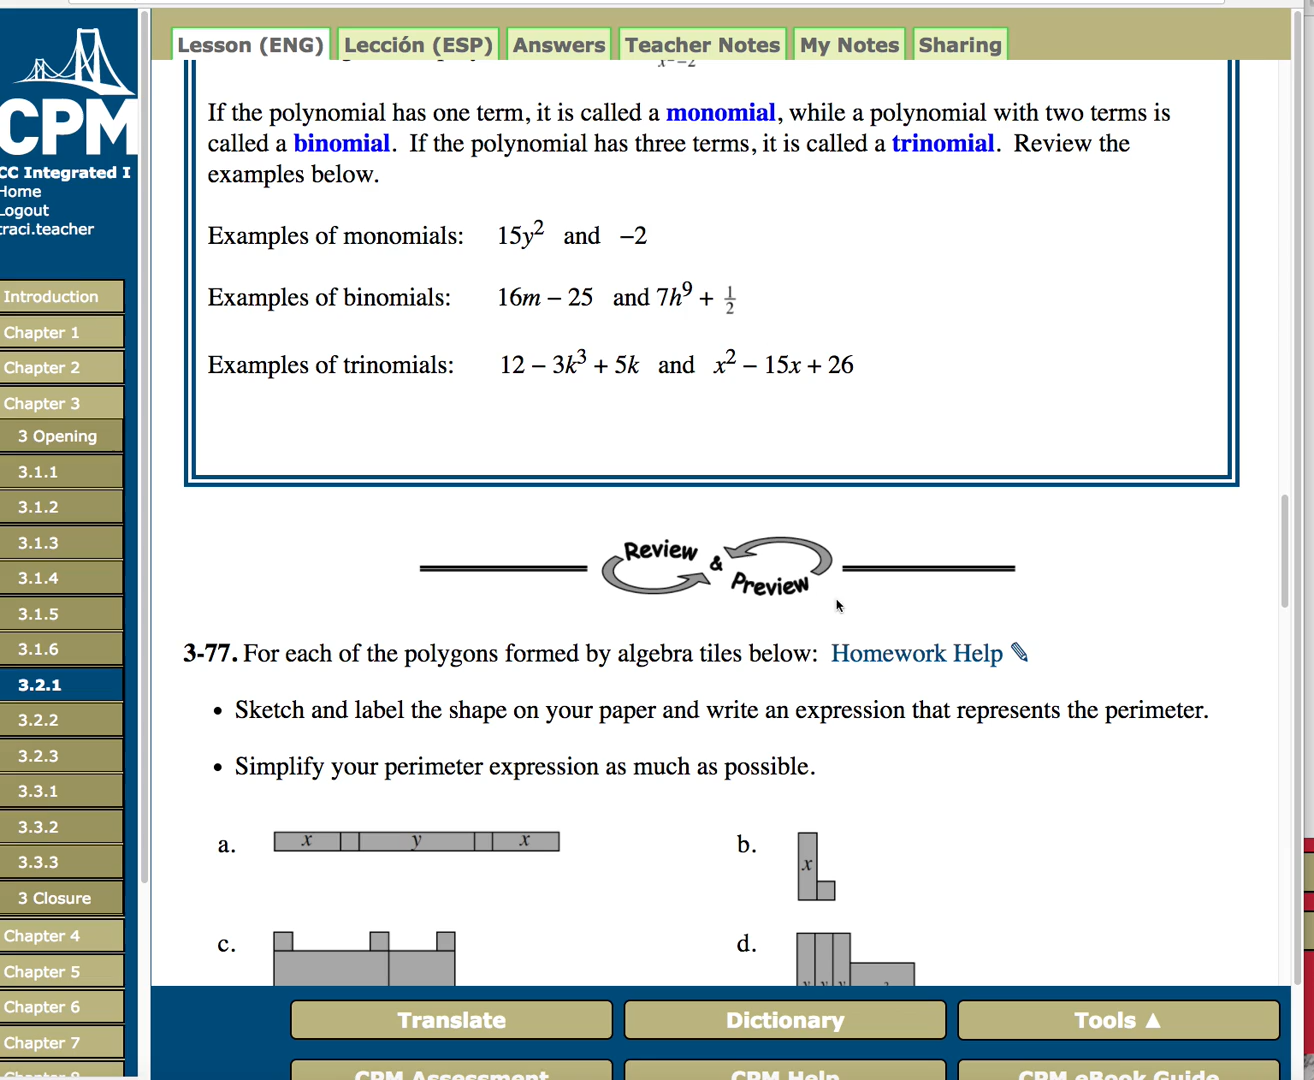 Lesson (ENG) Lección (ESP) Answers Teacher Notes My Notes Sharing
CPM
CC Integrated I
Home
Logout
traci.teacher
Introduction
Chapter 1
Chapter 2
Chapter 3
3 Opening
3.1.1
3.1.2
3.1.3
3.1.4
3.1.5
3.1.6
3.2.1
3.2.2
3.2.3
3.3.1
3.3.2
3.3.3
3 Closure
Chapter 4
Chapter 5
Chapter 6
Chapter 7
If the polynomial has one term, it is called a monomial, while a polynomial with two terms is
called a binomial. If the polynomial has three terms, it is called a trinomial. Review the
examples below.
Examples of monomials: 15y² and −2
Examples of binomials: 16m − 25 and 7h⁹ + 1/2
Examples of trinomials: 12 − 3k³ + 5k and x² − 15x + 26
Review & Preview
3-77. For each of the polygons formed by algebra tiles below: Homework Help ✎
• Sketch and label the shape on your paper and write an expression that represents the perimeter.
• Simplify your perimeter expression as much as possible.
a. x y x
b. x
c.
d.
Translate Dictionary Tools ▲
CPM Assessment CPM Help CPM eBook Guide